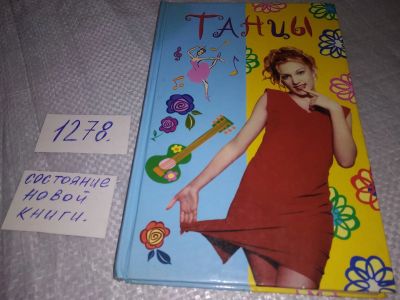 Танцы
1278.
состояние
новой
книги.